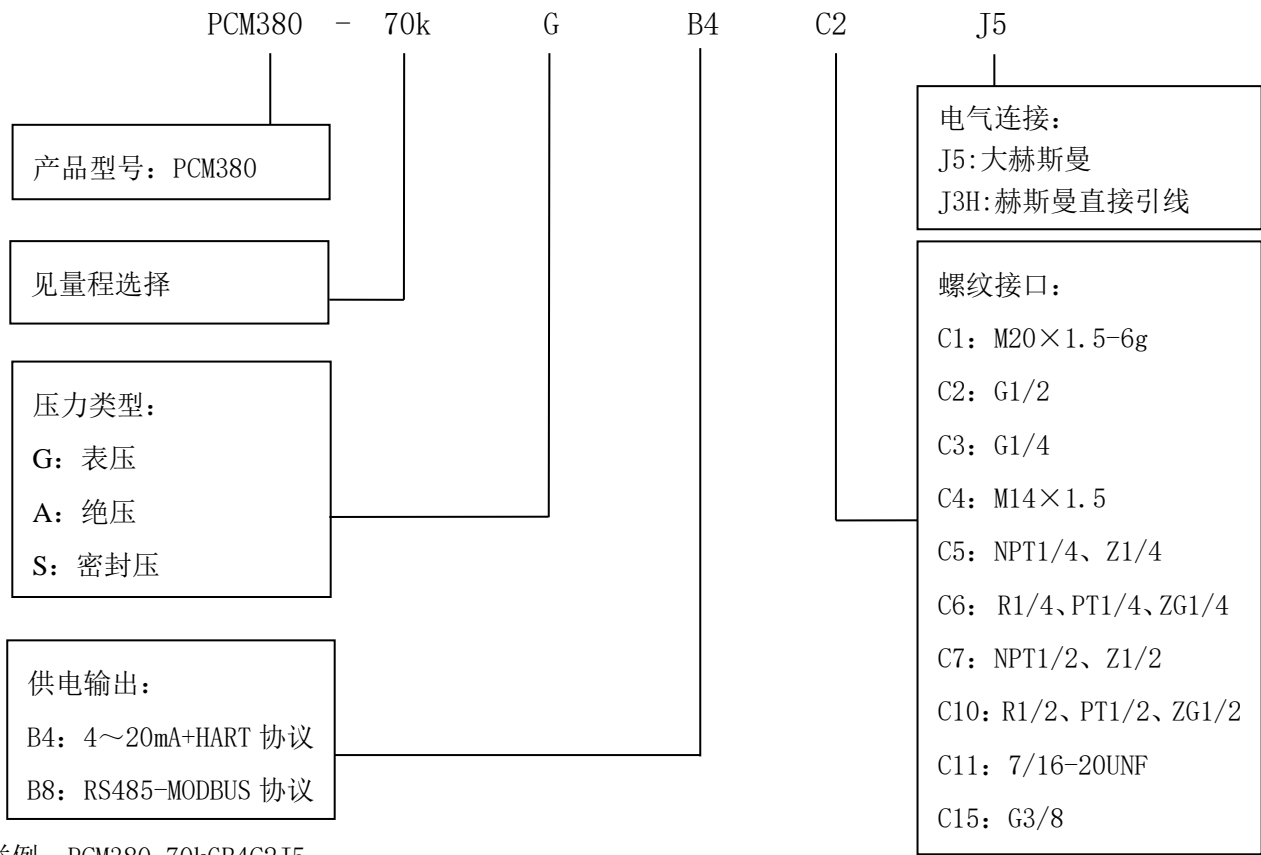 PCM380 - 70k G B4 C2 J5
产品型号：PCM380
见量程选择
压力类型：
G：表压
A：绝压
S：密封压
供电输出：
B4：4～20mA+HART 协议
B8：RS485-MODBUS 协议
电气连接：
J5:大赫斯曼
J3H:赫斯曼直接引线
螺纹接口：
C1：M20×1.5-6g
C2：G1/2
C3：G1/4
C4：M14×1.5
C5：NPT1/4、Z1/4
C6： R1/4、PT1/4、ZG1/4
C7：NPT1/2、Z1/2
C10：R1/2、PT1/2、ZG1/2
C11：7/16-20UNF
C15：G3/8